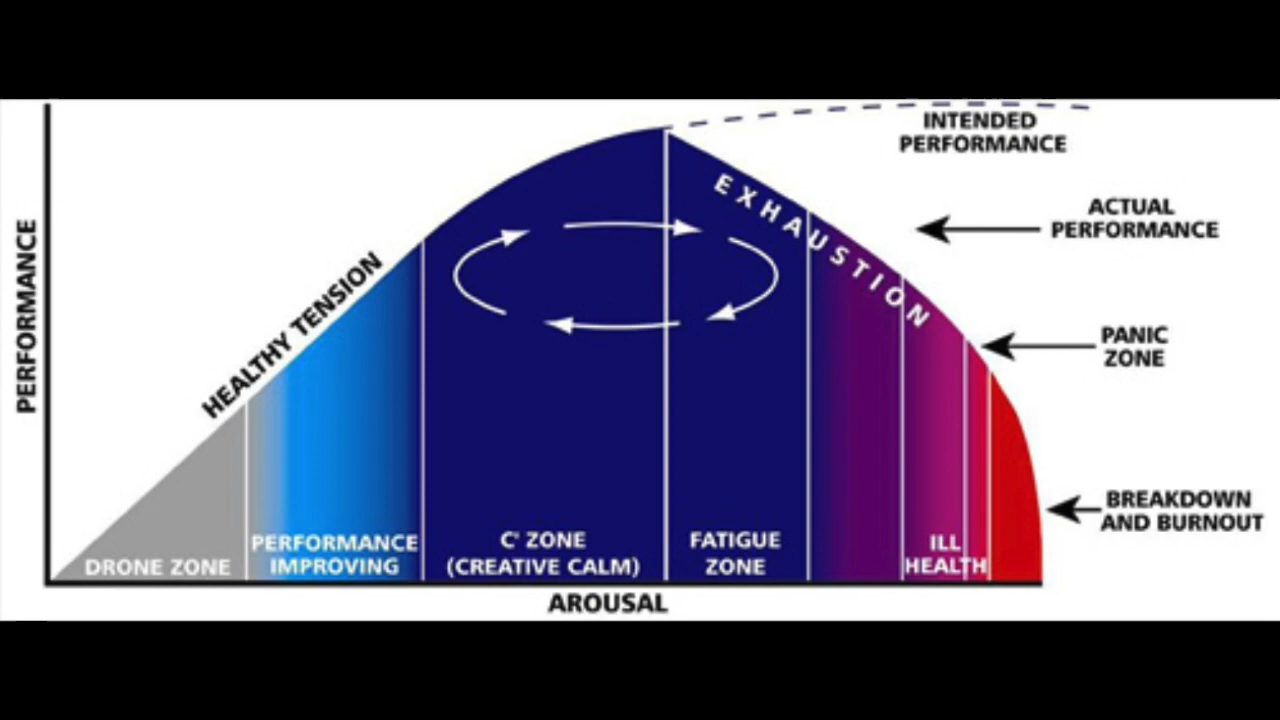 INTENDED
PERFORMANCE
ACTUAL
PERFORMANCE
PANIC
ZONE
BREAKDOWN
AND BURNOUT
EXHAUSTION
HEALTHY TENSION
PERFORMANCE
DRONE ZONE
PERFORMANCE
IMPROVING
C° ZONE
(CREATIVE CALM)
FATIGUE
ZONE
ILL
HEALTH
AROUSAL